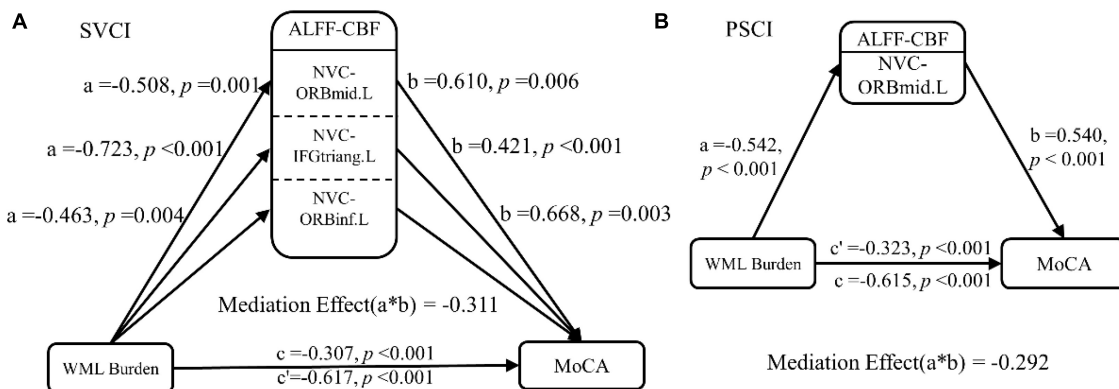 A
SVCI
ALFF-CBF
NVC-
ORBmid.L
NVC-
IFGtriang.L
NVC-
ORBinf.L
a =-0.508, p =0.001
a =-0.723, p <0.001
a =-0.463, p =0.004
b =0.610, p =0.006
b =0.421, p <0.001
b =0.668, p =0.003
Mediation Effect(a*b) = -0.311
WML Burden
c =-0.307, p <0.001
c'=-0.617, p <0.001
MoCA
B
PSCI
ALFF-CBF
NVC-
ORBmid.L
a=-0.542,
p < 0.001
b =0.540,
p < 0.001
WML Burden
c'=-0.323, p <0.001
c =-0.615, p <0.001
MoCA
Mediation Effect(a*b) = -0.292